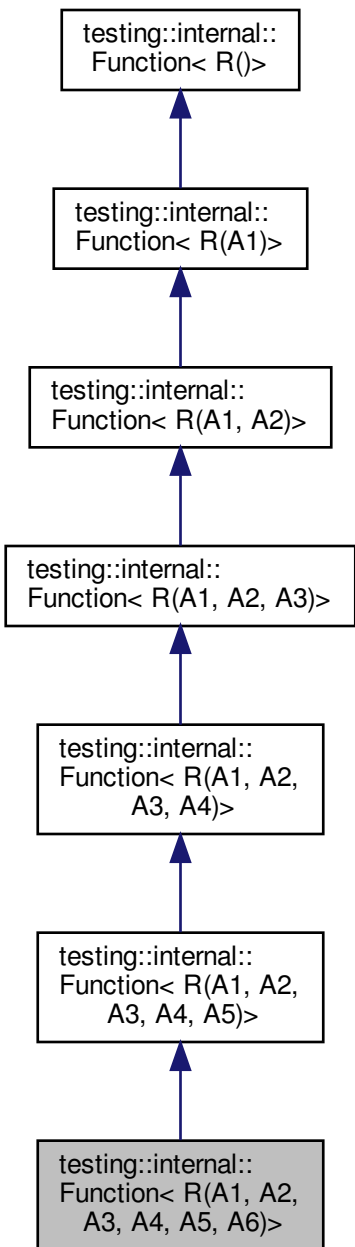 testing::internal::
Function< R()>
testing::internal::
Function< R(A1)>
testing::internal::
Function< R(A1, A2)>
testing::internal::
Function< R(A1, A2, A3)>
testing::internal::
Function< R(A1, A2,
A3, A4)>
testing::internal::
Function< R(A1, A2,
A3, A4, A5)>
testing::internal::
Function< R(A1, A2,
A3, A4, A5, A6)>